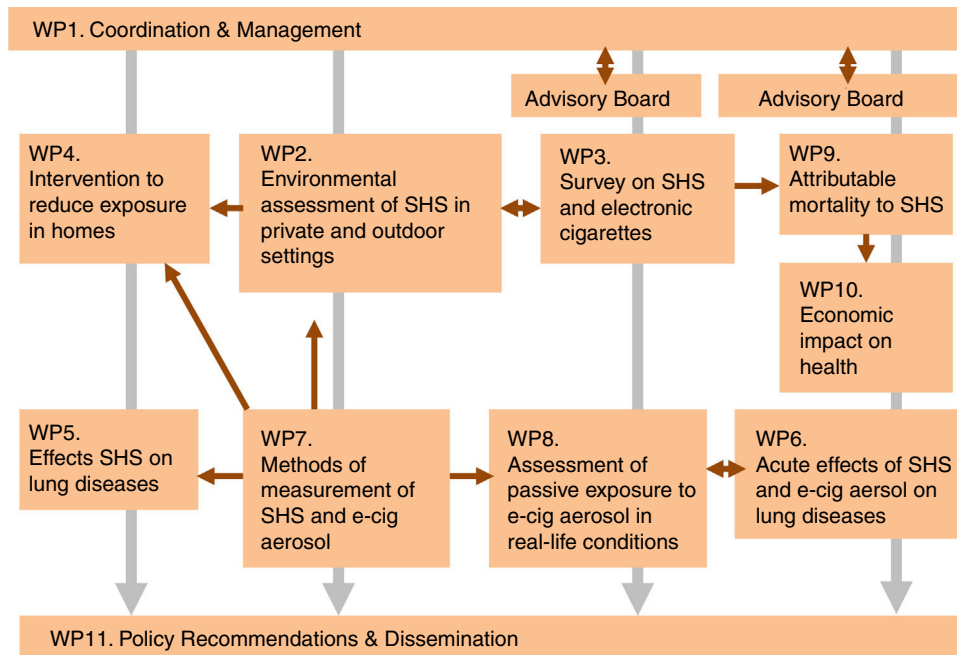 WP1. Coordination & Management
Advisory Board
Advisory Board
WP4.
Intervention to
reduce exposure
in homes
WP2.
Environmental
assessment of SHS in
private and outdoor
settings
WP3.
Survey on SHS
and electronic
cigarettes
WP9.
Attributable
mortality to SHS
WP10.
Economic
impact on
health
WP5.
Effects SHS on
lung diseases
WP7.
Methods of
measurement of
SHS and e-cig
aerosol
WP8.
Assessment of
passive exposure to
e-cig aerosol in
real-life conditions
WP6.
Acute effects of SHS
and e-cig aersol on
lung diseases
WP11. Policy Recommendations & Dissemination